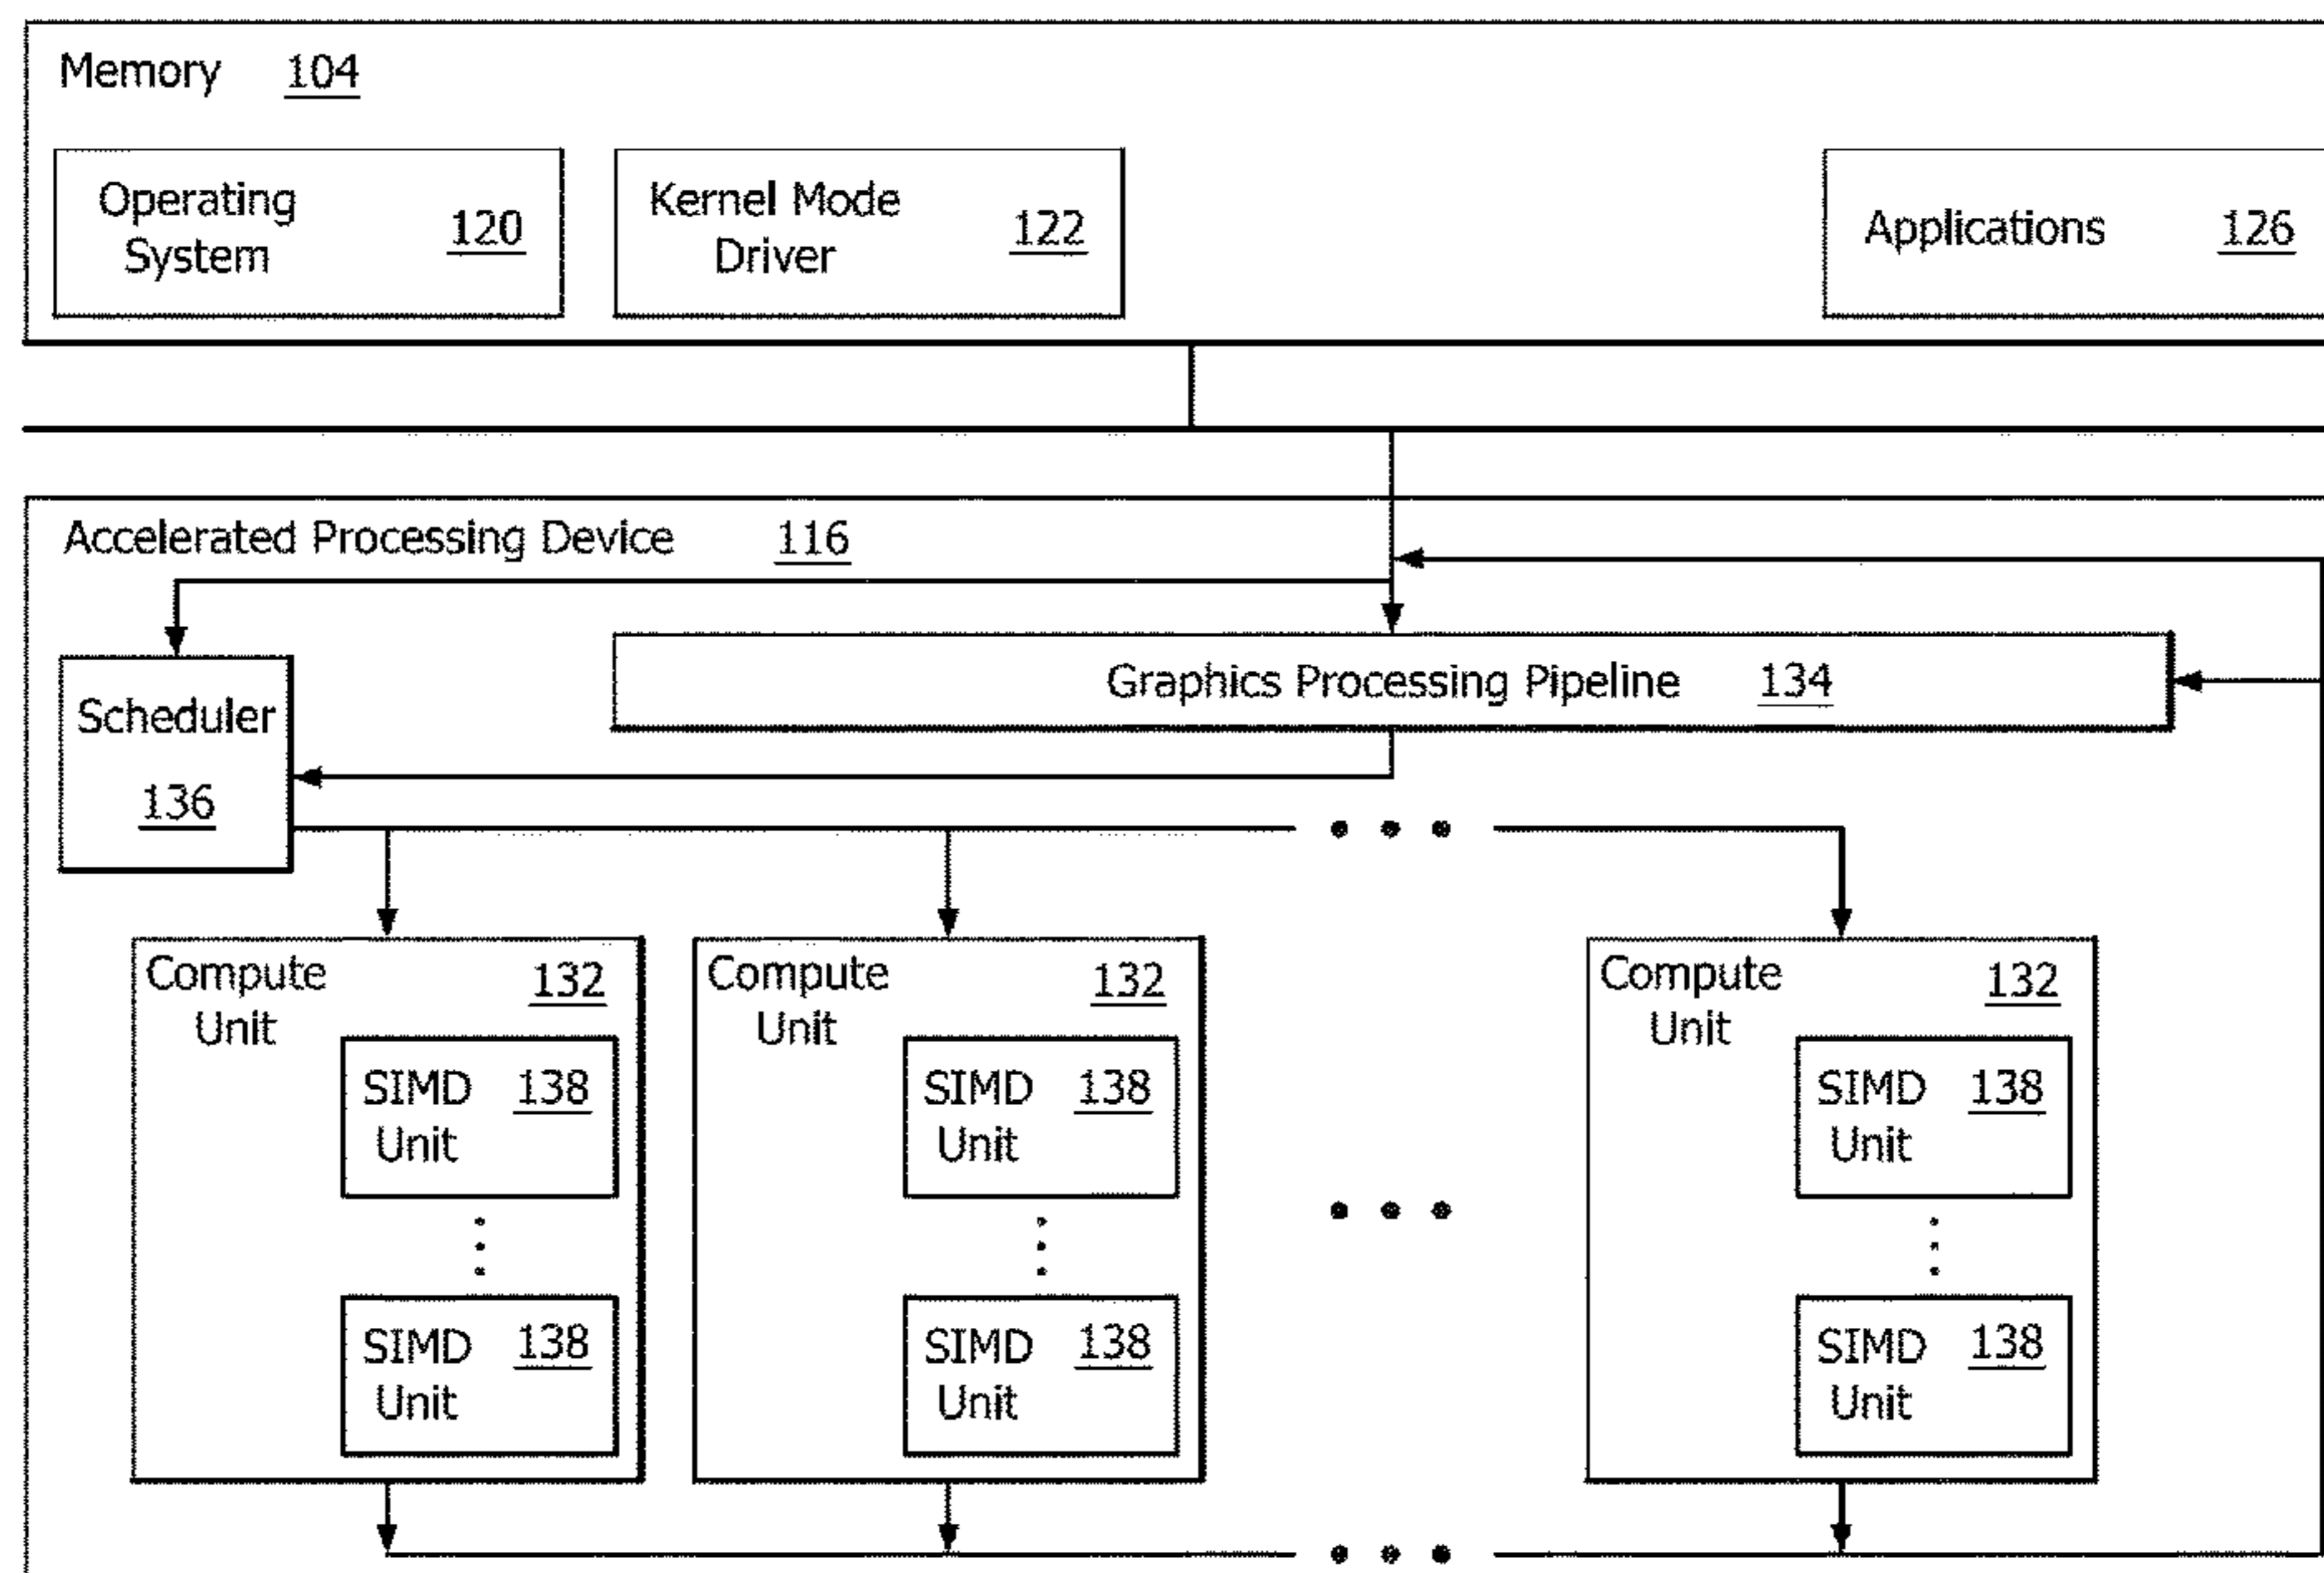 Memory 104
Operating System 120
Kernel Mode Driver 122
Applications 126
Accelerated Processing Device 116
Graphics Processing Pipeline 134
Scheduler
136
Compute Unit 132
SIMD Unit 138
SIMD Unit 138
Compute Unit 132
SIMD Unit 138
SIMD Unit 138
Compute Unit 132
SIMD Unit 138
SIMD Unit 138